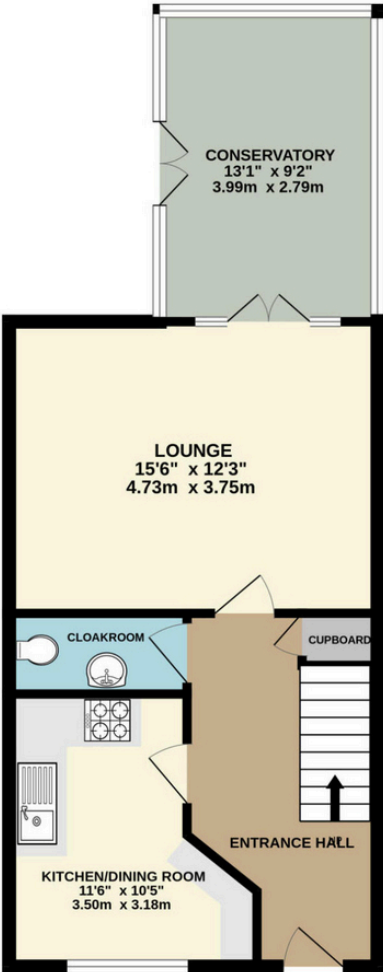 CONSERVATORY
13'1" x 9'2"
3.99m x 2.79m
LOUNGE
15'6" x 12'3"
4.73m x 3.75m
CLOAKROOM
CUPBOARD
ENTRANCE HALL
KITCHEN/DINING ROOM
11'6" x 10'5"
3.50m x 3.18m